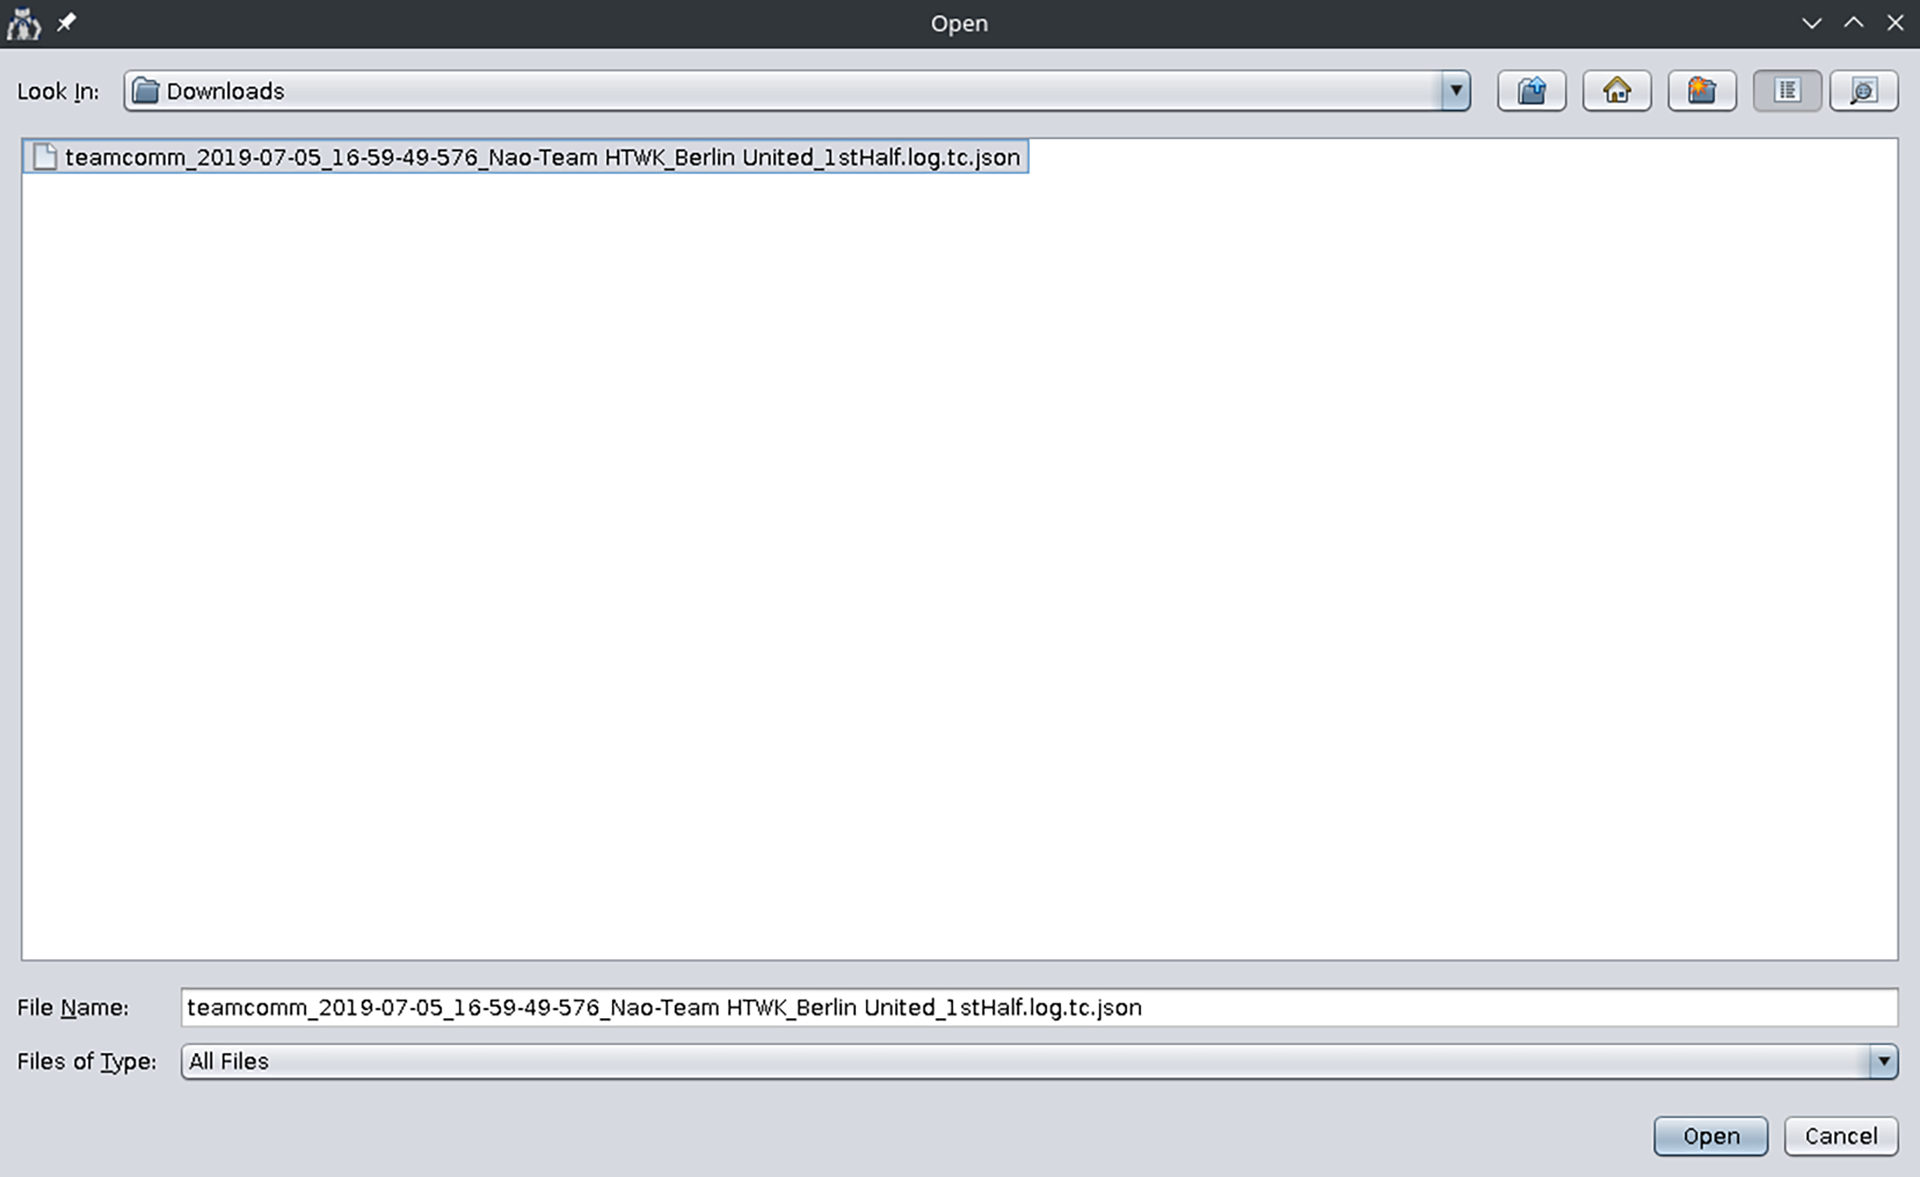 Open
Look In: Downloads
teamcomm_2019-07-05_16-59-49-576_Nao-Team HTWK_Berlin United_1stHalf.log.tc.json
File Name: teamcomm_2019-07-05_16-59-49-576_Nao-Team HTWK_Berlin United_1stHalf.log.tc.json
Files of Type: All Files
Open Cancel